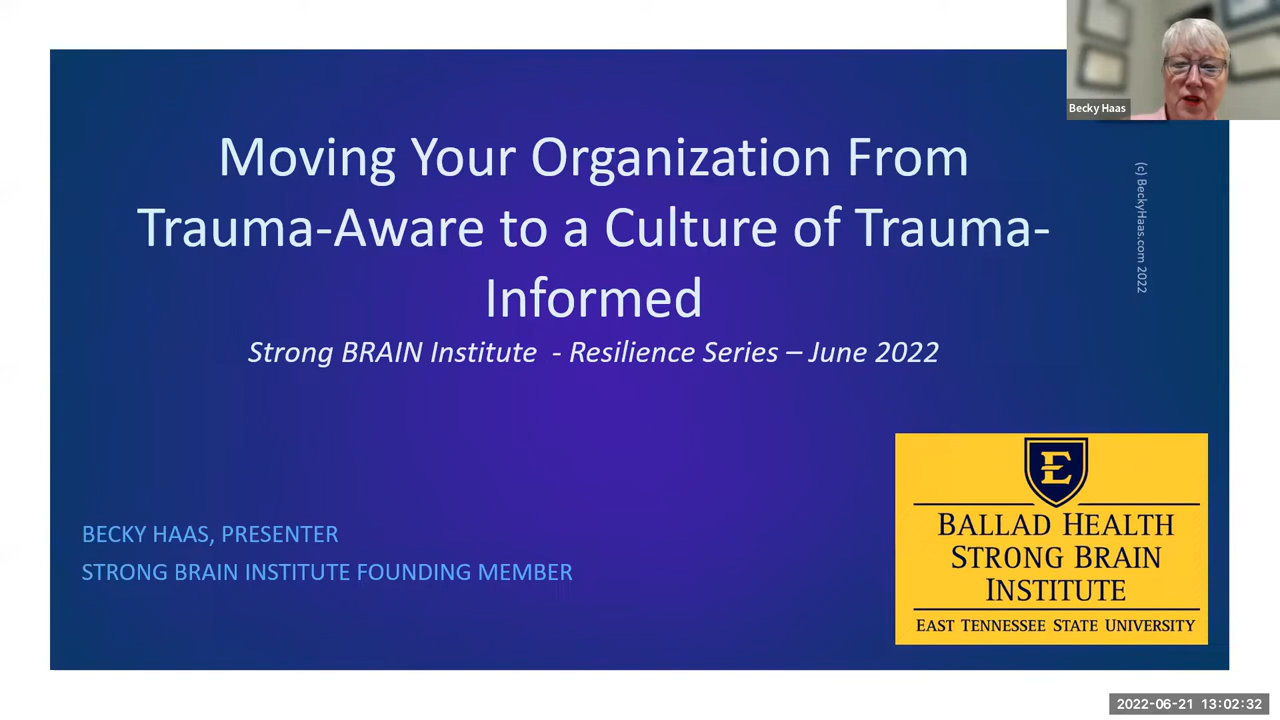 Becky Haas
Moving Your Organization From
Trauma-Aware to a Culture of Trauma-
Informed
Strong BRAIN Institute - Resilience Series – June 2022
(c) BeckyHaas.com 2022
BECKY HAAS, PRESENTER
STRONG BRAIN INSTITUTE FOUNDING MEMBER
E
BALLAD HEALTH
STRONG BRAIN
INSTITUTE
EAST TENNESSEE STATE UNIVERSITY
2022-06-21 13:02:32